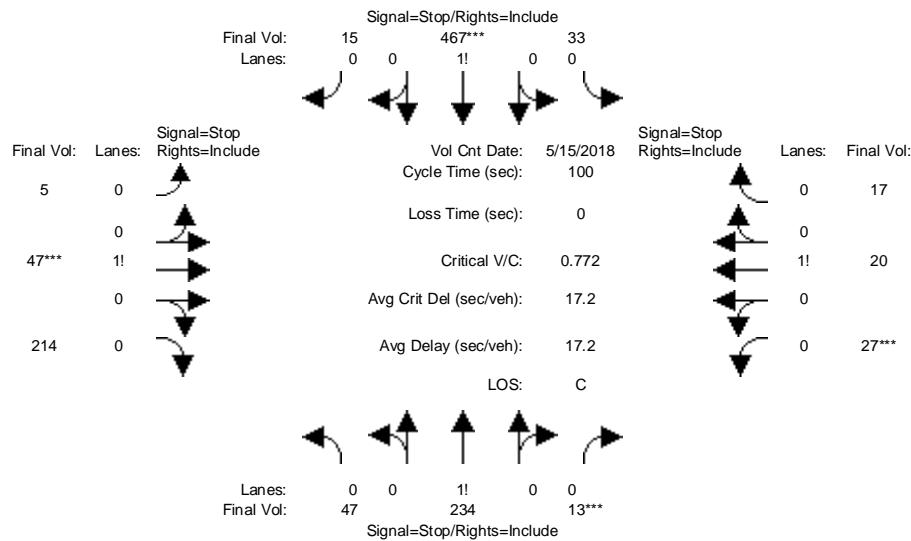 Signal=Stop/Rights=Include
Final Vol: 15 467*** 33
Lanes: 0 0 1! 0 0
Signal=Stop Signal=Stop
Final Vol: Lanes: Rights=Include Vol Cnt Date: 5/15/2018 Rights=Include Lanes: Final Vol:
Cycle Time (sec): 100
5 0 0 17
Loss Time (sec): 0
0 0
47*** 1! Critical V/C: 0.772 1! 20
0 Avg Crit Del (sec/veh): 17.2 0
214 0 Avg Delay (sec/veh): 17.2 0 27***
LOS: C
Lanes: 0 0 1! 0 0
Final Vol: 47 234 13***
Signal=Stop/Rights=Include